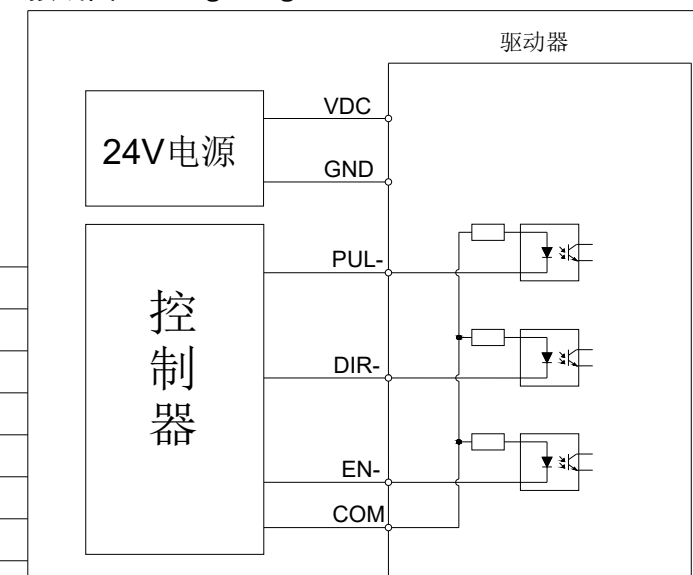 驱动器
VDC
24V电源
GND
PUL-
控制器
DIR-
EN-
COM